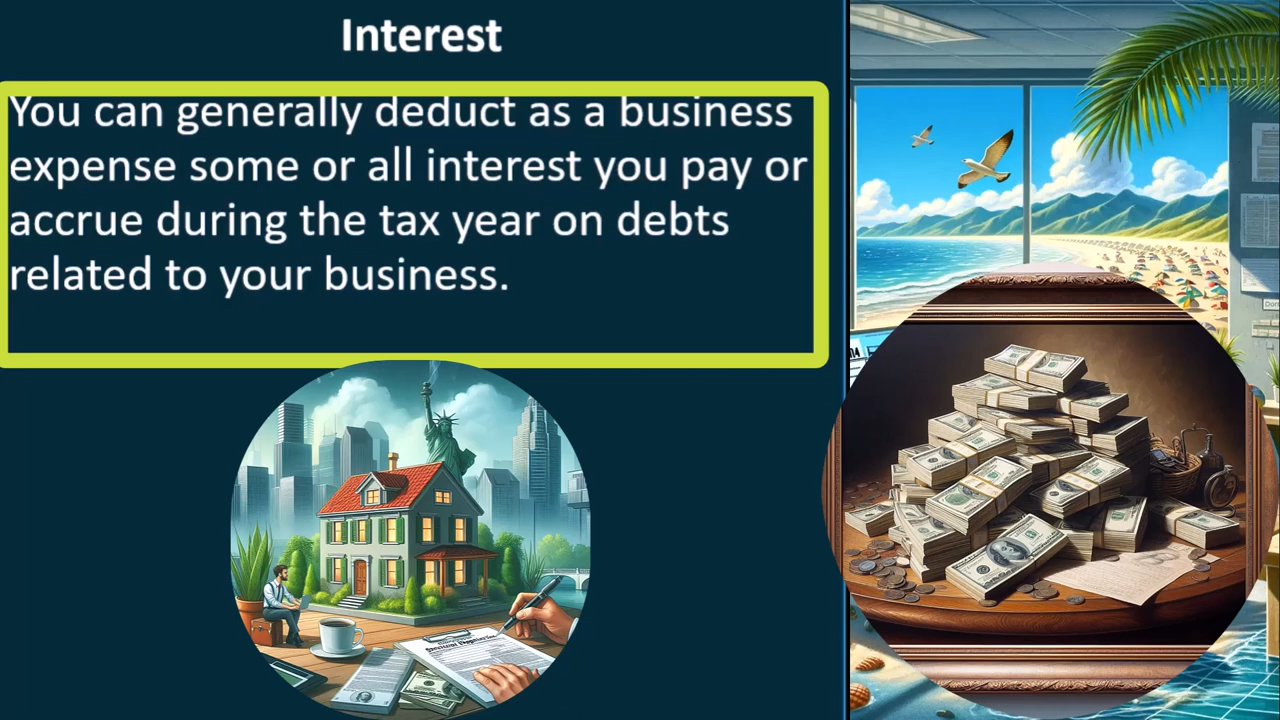 Interest
You can generally deduct as a business
expense some or all interest you pay or
accrue during the tax year on debts
related to your business.